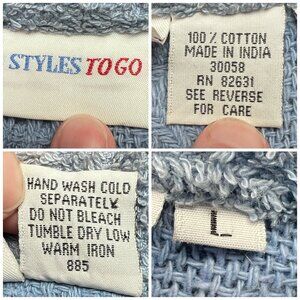 STYLES TO GO
100% COTTON
MADE IN INDIA
30058
RN 82631
SEE REVERSE
FOR CARE
HAND WASH COLD
SEPARATELY
DO NOT BLEACH
TUMBLE DRY LOW
WARM IRON
885
L